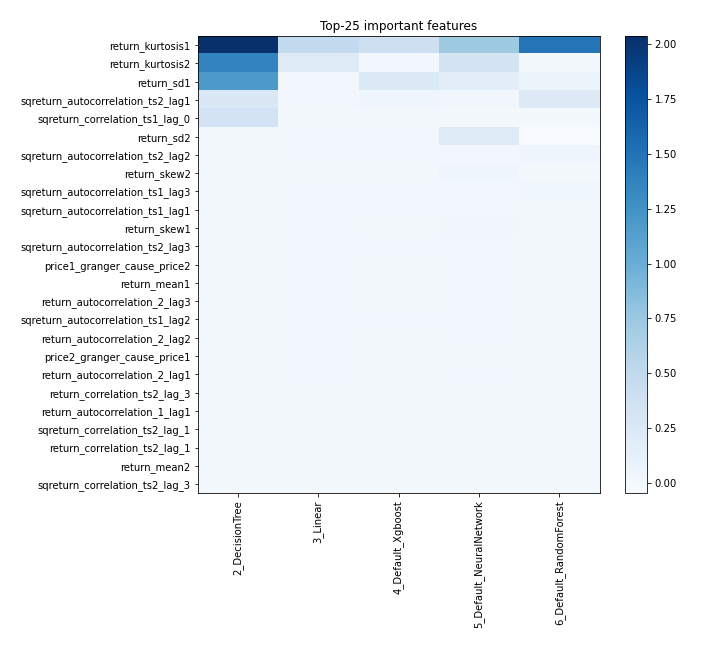 Top-25 important features
return_kurtosis1
return_kurtosis2
return_sd1
sqreturn_autocorrelation_ts2_lag1
sqreturn_correlation_ts1_lag_0
return_sd2
sqreturn_autocorrelation_ts2_lag2
return_skew2
sqreturn_autocorrelation_ts1_lag3
sqreturn_autocorrelation_ts1_lag1
return_skew1
sqreturn_autocorrelation_ts2_lag3
price1_granger_cause_price2
return_mean1
return_autocorrelation_2_lag3
sqreturn_autocorrelation_ts1_lag2
return_autocorrelation_2_lag2
price2_granger_cause_price1
return_autocorrelation_2_lag1
return_correlation_ts2_lag_3
return_autocorrelation_1_lag1
sqreturn_correlation_ts2_lag_1
return_correlation_ts2_lag_1
return_mean2
sqreturn_correlation_ts2_lag_3
2_DecisionTree
3_Linear
4_Default_Xgboost
5_Default_NeuralNetwork
6_Default_RandomForest
2.00
1.75
1.50
1.25
1.00
0.75
0.50
0.25
0.00